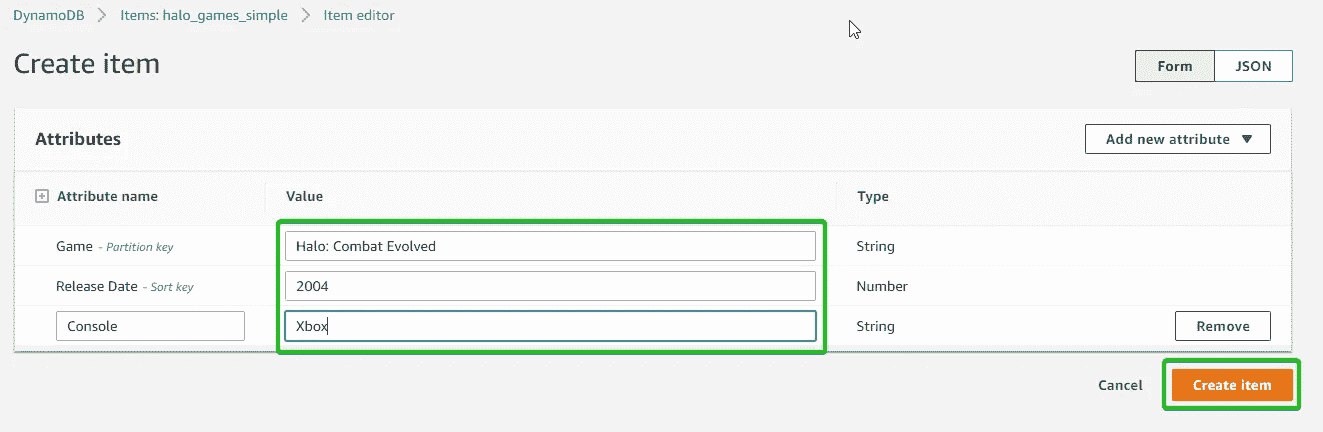 DynamoDB > Items: halo_games_simple > Item editor
Create item
Form JSON
Attributes
Add new attribute ▼
Attribute name Value Type
Game - Partition key Halo: Combat Evolved String
Release Date - Sort key 2004 Number
Console Xbox String Remove
Cancel Create item